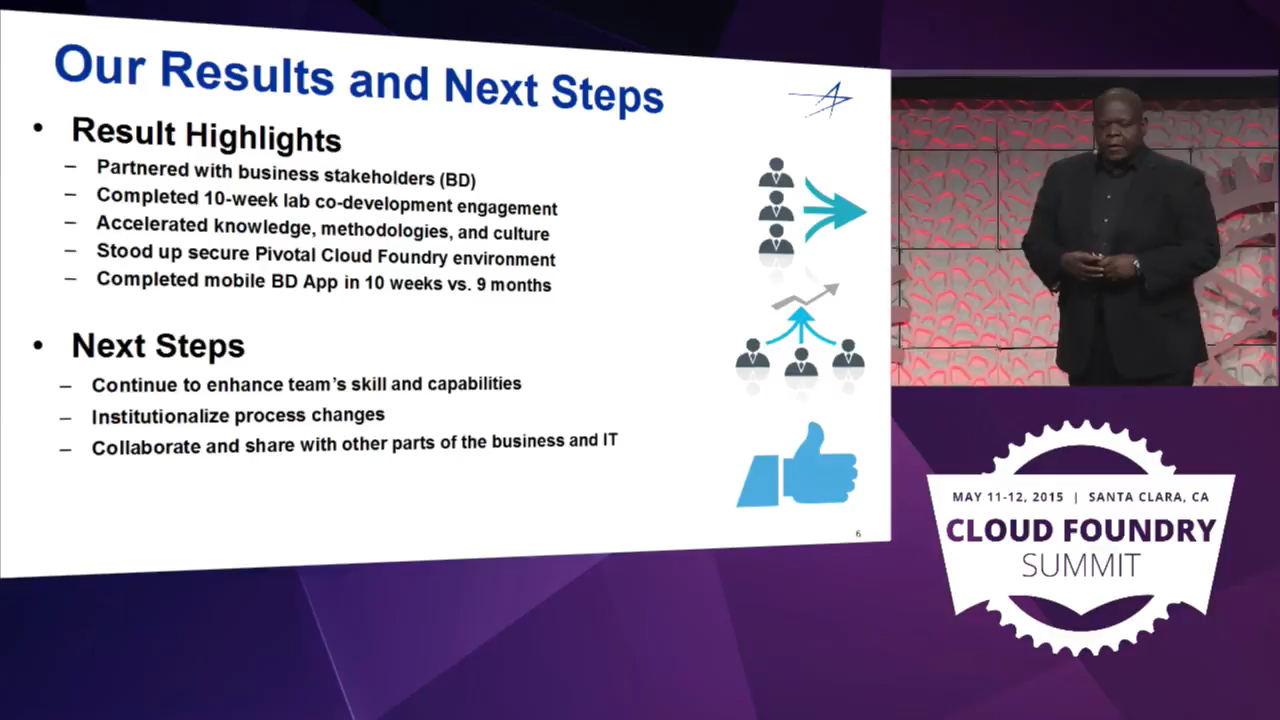 Our Results and Next Steps
• Result Highlights
– Partnered with business stakeholders (BD)
– Completed 10-week lab co-development engagement
– Accelerated knowledge, methodologies, and culture
– Stood up secure Pivotal Cloud Foundry environment
– Completed mobile BD App in 10 weeks vs. 9 months
• Next Steps
– Continue to enhance team's skill and capabilities
– Institutionalize process changes
– Collaborate and share with other parts of the business and IT
6
MAY 11-12, 2015 | SANTA CLARA, CA
CLOUD FOUNDRY
SUMMIT